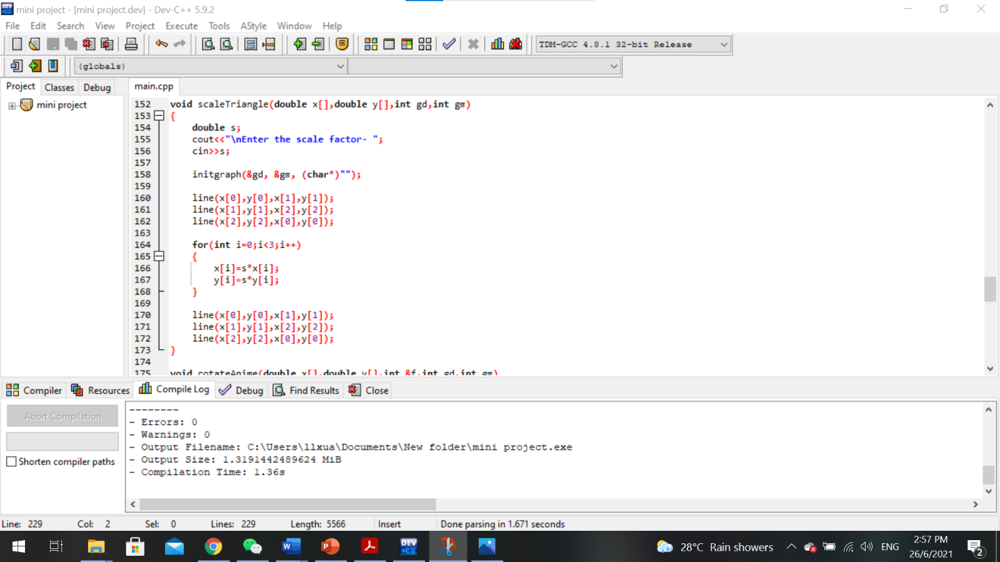 mini project - [mini project.dev] - Dev-C++ 5.9.2
File Edit Search View Project Execute Tools AStyle Window Help
TDM-GCC 4.8.1 32-bit Release
(globals)
Project Classes Debug main.cpp
mini project
152 void scaleTriangle(double x[],double y[],int gd,int gm)
153 {
154 double s;
155 cout<<"\nEnter the scale factor- ";
156 cin>>s;
157
158 initgraph(&gd, &gm, (char*)"");
159
160 line(x[0],y[0],x[1],y[1]);
161 line(x[1],y[1],x[2],y[2]);
162 line(x[2],y[2],x[0],y[0]);
163
164 for(int i=0;i<3;i++)
165 {
166 x[i]=s*x[i];
167 y[i]=s*y[i];
168 }
169
170 line(x[0],y[0],x[1],y[1]);
171 line(x[1],y[1],x[2],y[2]);
172 line(x[2],y[2],x[0],y[0]);
173 }
174
175 void rotateAnime(double x[],double y[],int &f,int gd,int gm)
Compiler Resources Compile Log Debug Find Results Close
Abort Compilation
Shorten compiler paths
--------
- Errors: 0
- Warnings: 0
- Output Filename: C:\Users\llxua\Documents\New folder\mini project.exe
- Output Size: 1.3191442489624 MiB
- Compilation Time: 1.36s
Line: 229 Col: 2 Sel: 0 Lines: 229 Length: 5566 Insert Done parsing in 1.671 seconds
DEV C++
28°C Rain showers
ENG
2:57 PM
26/6/2021
2